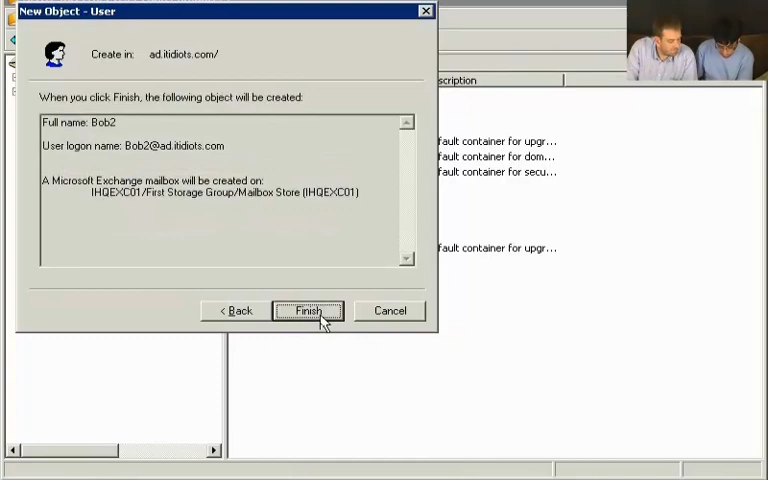 New Object - User
Create in: ad.itidiots.com/
When you click Finish, the following object will be created:
Full name: Bob2
User logon name: Bob2@ad.itidiots.com
A Microsoft Exchange mailbox will be created on:
IHQEXC01/First Storage Group/Mailbox Store (IHQEXC01)
< Back
Finish
Cancel
scription
fault container for upgr...
fault container for dom...
fault container for secu...
fault container for upgr...